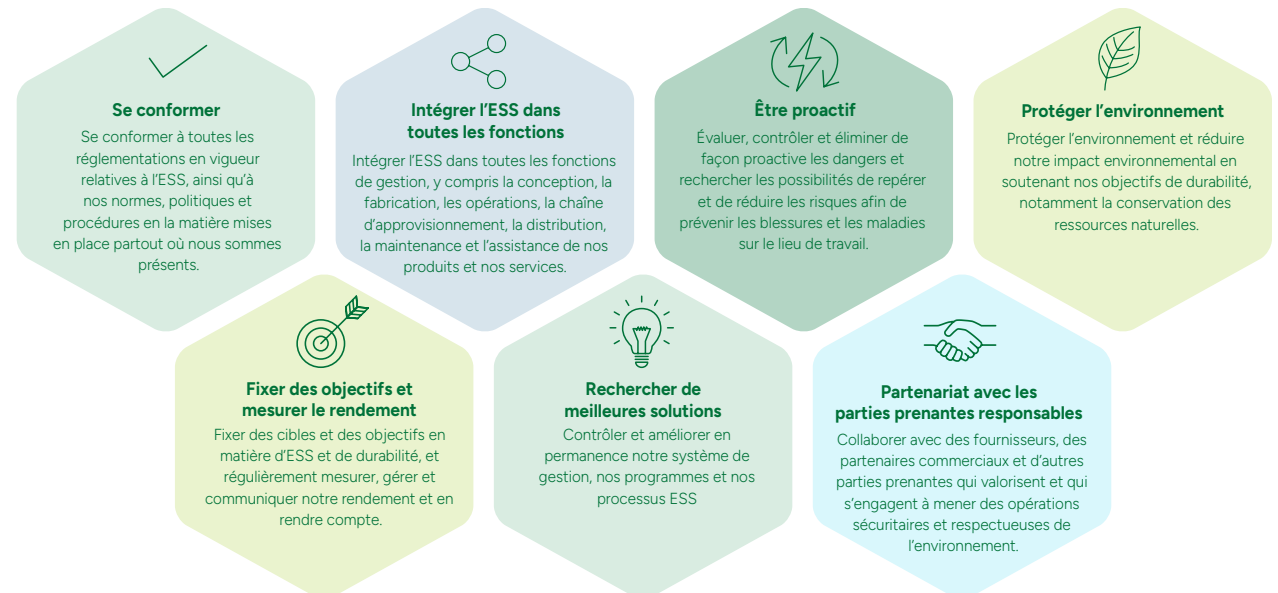 Se conformer
Se conformer à toutes les
réglementations en vigueur
relatives à l’ESS, ainsi qu’à
nos normes, politiques et
procédures en la matière mises
en place partout où nous sommes
présents.
Intégrer l’ESS dans
toutes les fonctions
Intégrer l’ESS dans toutes les fonctions
de gestion, y compris la conception, la
fabrication, les opérations, la chaîne
d’approvisionnement, la distribution,
la maintenance et l’assistance de nos
produits et nos services.
Être proactif
Évaluer, contrôler et éliminer de
façon proactive les dangers et
rechercher les possibilités de repérer
et de réduire les risques afin de
prévenir les blessures et les maladies
sur le lieu de travail.
Protéger l’environnement
Protéger l’environnement et réduire
notre impact environnemental en
soutenant nos objectifs de durabilité,
notamment la conservation des
ressources naturelles.
Fixer des objectifs et
mesurer le rendement
Fixer des cibles et des objectifs en
matière d’ESS et de durabilité, et
régulièrement mesurer, gérer et
communiquer notre rendement et en
rendre compte.
Rechercher de
meilleures solutions
Contrôler et améliorer en
permanence notre système de
gestion, nos programmes et nos
processus ESS
Partenariat avec les
parties prenantes responsables
Collaborer avec des fournisseurs, des
partenaires commerciaux et d’autres
parties prenantes qui valorisent et qui
s’engagent à mener des opérations
sécuritaires et respectueuses de
l’environnement.